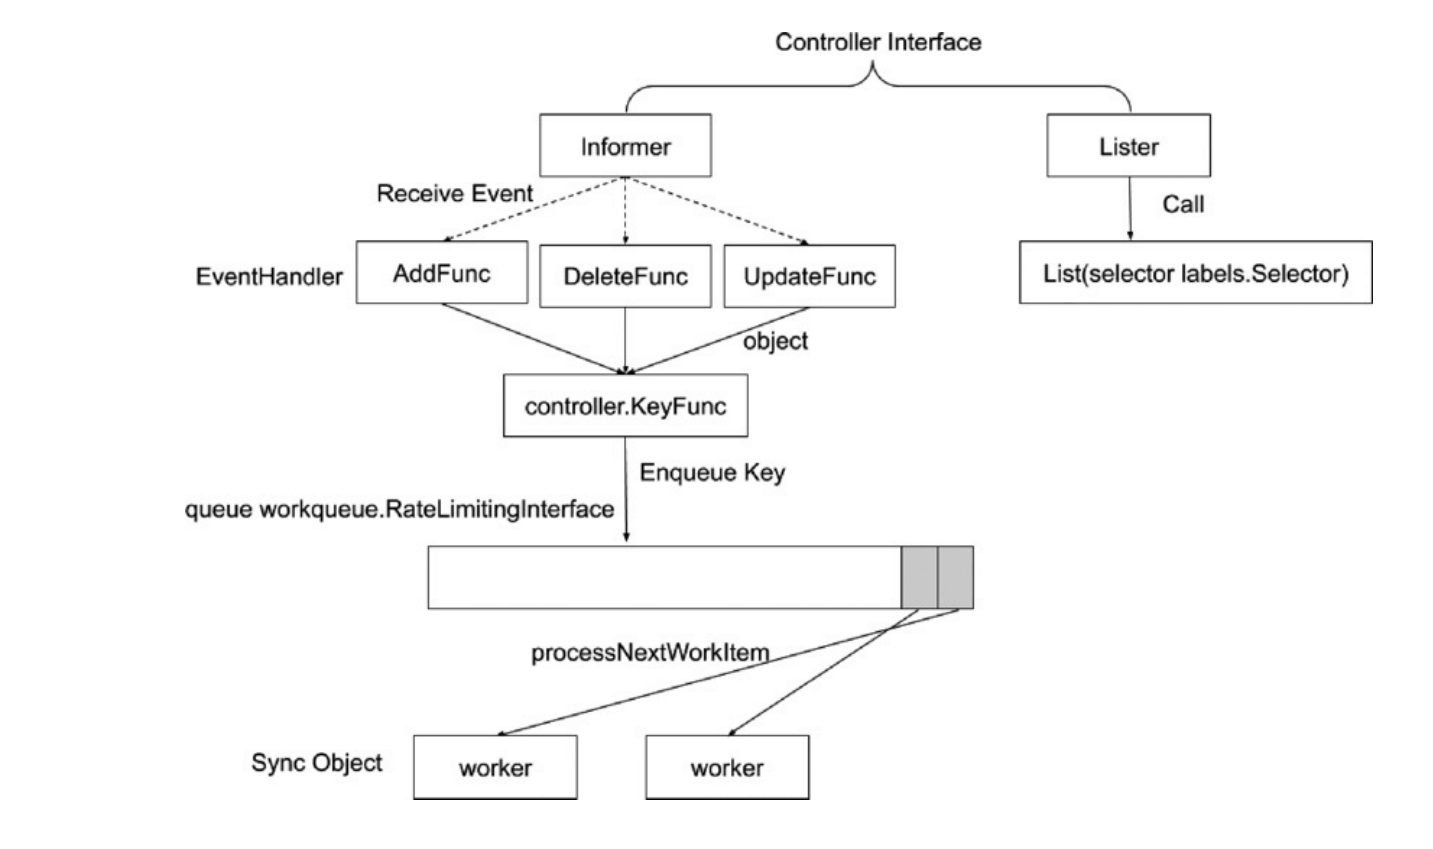 Controller Interface
Informer
Lister
Receive Event
Call
EventHandler
AddFunc
DeleteFunc
UpdateFunc
List(selector labels.Selector)
object
controller.KeyFunc
Enqueue Key
queue workqueue.RateLimitingInterface
processNextWorkItem
Sync Object
worker
worker